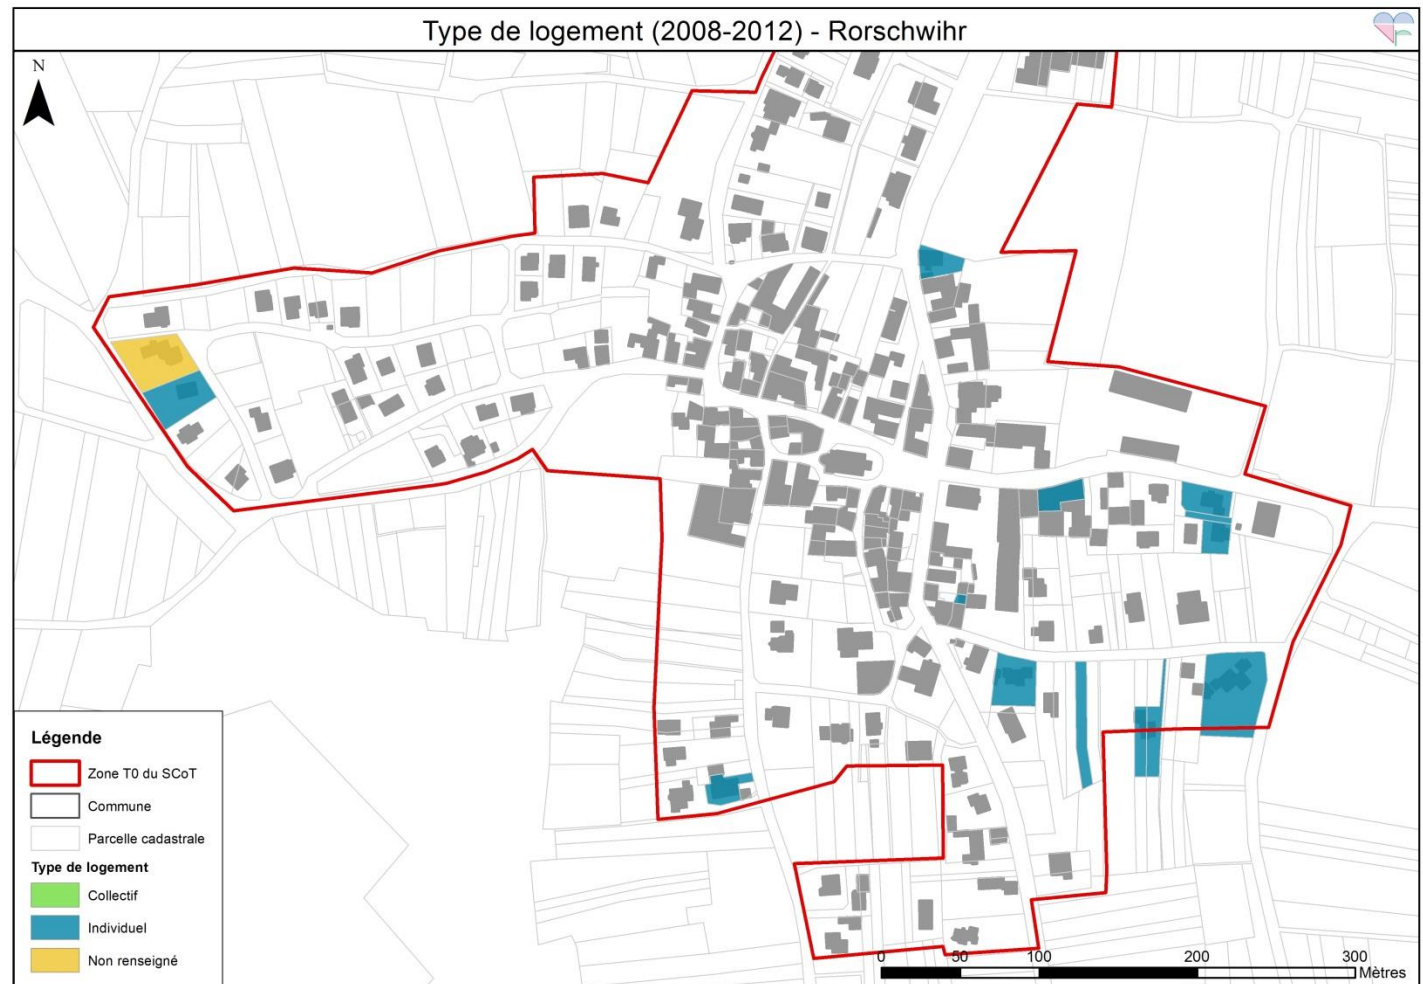 Type de logement (2008-2012) - Rorschwihr
N
Légende
Zone T0 du SCoT
Commune
Parcelle cadastrale
Type de logement
Collectif
Individuel
Non renseigné
0 50 100 200 300
Mètres